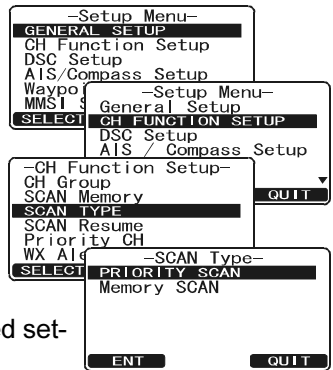 -Setup Menu-
GENERAL SETUP
CH Function Setup
DSC Setup
AIS/Compass Setup
MMSI
SELECT
-Setup Menu-
General Setup
CH FUNCTION SETUP
DSC Setup
AIS / Compass Setup
QUIT
-CH Function Setup-
CH Group
SCAN Memory
SCAN TYPE
SCAN Resume
Priority CH
WX
SELECT
-SCAN Type-
PRIORITY SCAN
Memory SCAN
ENT QUIT
ed set-